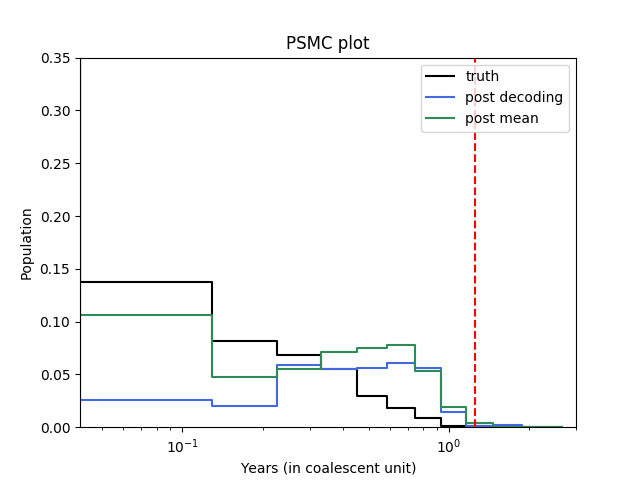 PSMC plot
0.35
0.30
0.25
0.20
0.15
0.10
0.05
0.00
Population
truth
post decoding
post mean
10⁻¹
10⁰
Years (in coalescent unit)